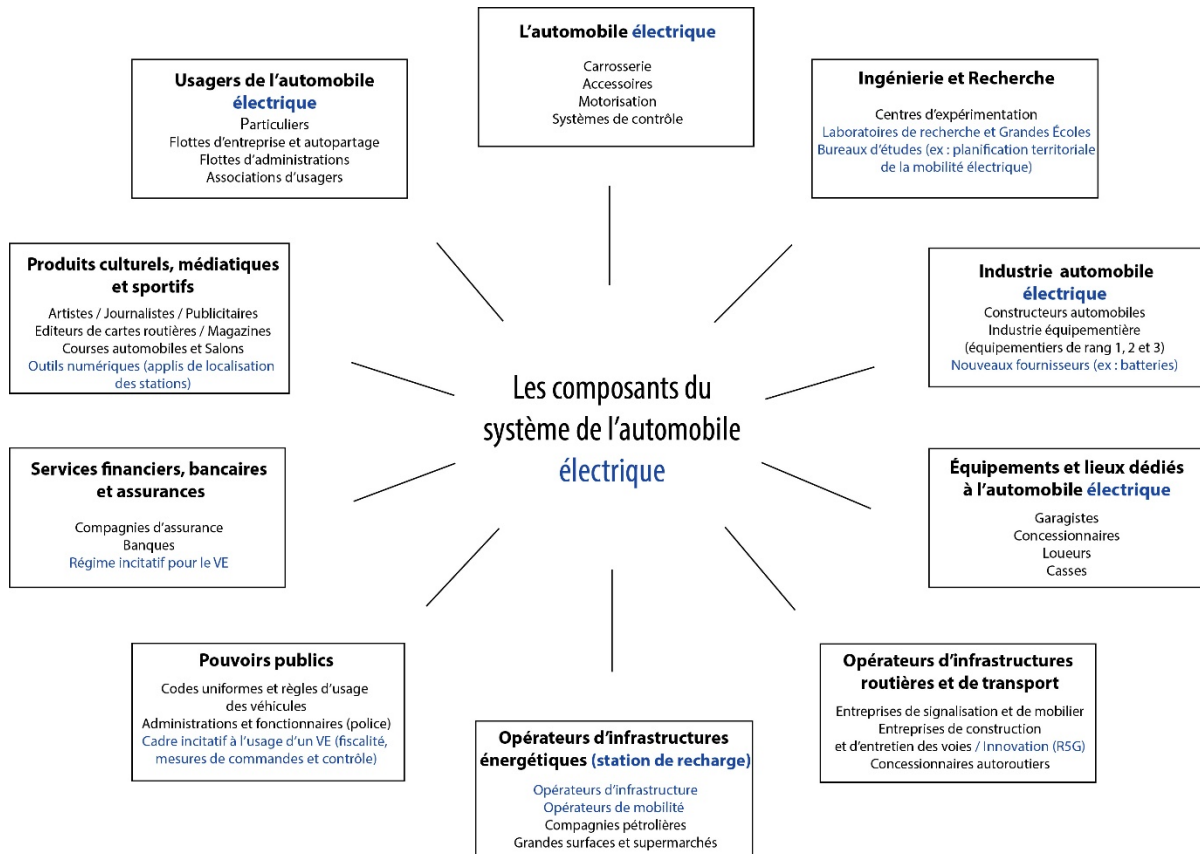 L’automobile électrique
Carrosserie
Accessoires
Motorisation
Systèmes de contrôle
Usagers de l’automobile
électrique
Particuliers
Flottes d’entreprise et autopartage
Flottes d’administrations
Associations d’usagers
Ingénierie et Recherche
Centres d’expérimentation
Laboratoires de recherche et Grandes Écoles
Bureaux d’études (ex : planification territoriale
de la mobilité électrique)
Produits culturels, médiatiques
et sportifs
Artistes / Journalistes / Publicitaires
Editeurs de cartes routières / Magazines
Courses automobiles et Salons
Outils numériques (applis de localisation
des stations)
Industrie automobile
électrique
Constructeurs automobiles
Industrie équipementière
(équipementiers de rang 1, 2 et 3)
Nouveaux fournisseurs (ex : batteries)
Les composants du
système de l’automobile
électrique
Services financiers, bancaires
et assurances
Compagnies d’assurance
Banques
Régime incitatif pour le VE
Équipements et lieux dédiés
à l’automobile électrique
Garagistes
Concessionnaires
Loueurs
Casses
Pouvoirs publics
Codes uniformes et règles d’usage
des véhicules
Administrations et fonctionnaires (police)
Cadre incitatif à l’usage d’un VE (fiscalité,
mesures de commandes et contrôle)
Opérateurs d’infrastructures
énergétiques (station de recharge)
Opérateurs d’infrastructure
Opérateurs de mobilité
Compagnies pétrolières
Grandes surfaces et supermarchés
Opérateurs d’infrastructures
routières et de transport
Entreprises de signalisation et de mobilier
Entreprises de construction
et d’entretien des voies / Innovation (R5G)
Concessionnaires autoroutiers